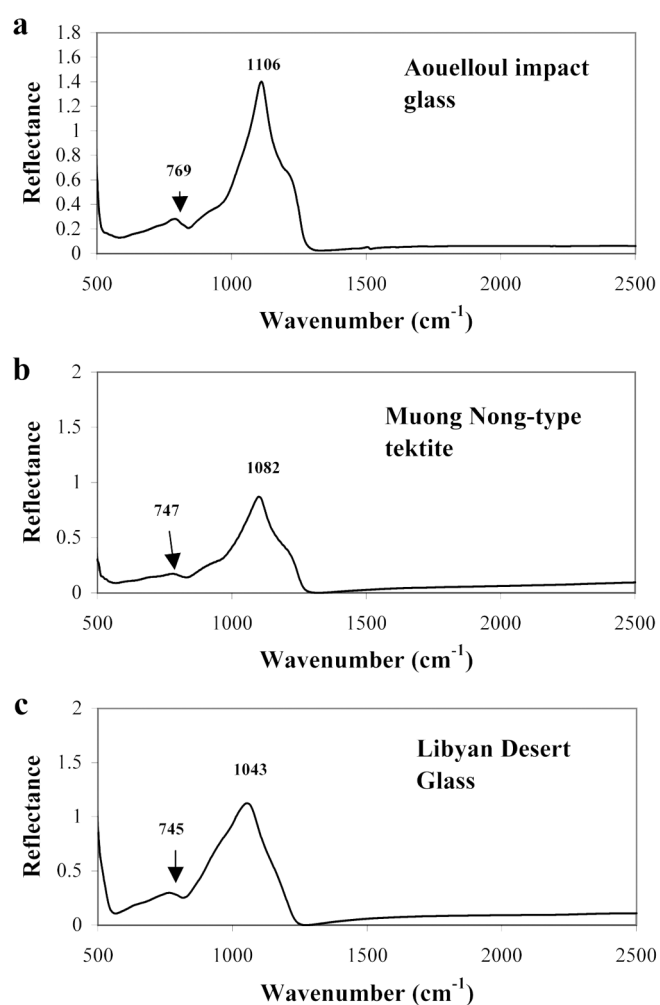 a
1.8
1.6
1.4
1.2
1
0.8
0.6
0.4
0.2
0
Reflectance
1106
769
Aouelloul impact
glass
500 1000 1500 2000 2500
Wavenumber (cm-1)
b
2
1.5
1
0.5
0
Reflectance
1082
747
Muong Nong-type
tektite
500 1000 1500 2000 2500
Wavenumber (cm-1)
c
2
1.5
1
0.5
0
Reflectance
1043
745
Libyan Desert
Glass
500 1000 1500 2000 2500
Wavenumber (cm-1)